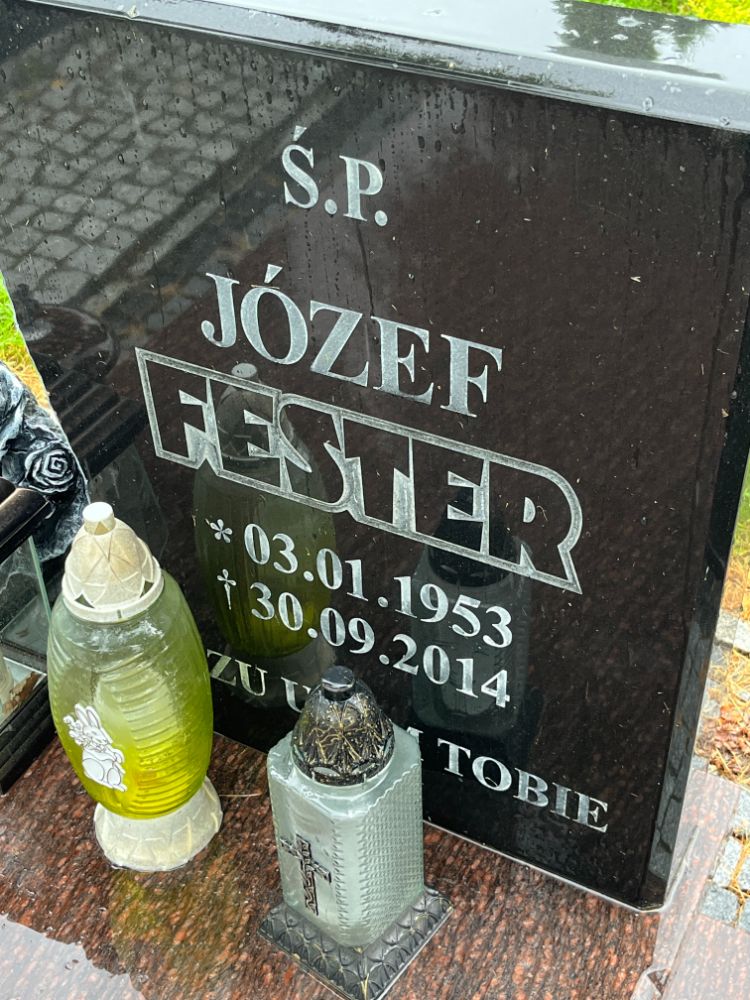 Ś.P.
JÓZEF
FESTER
* 03.01.1953
† 30.09.2014
TOBIE